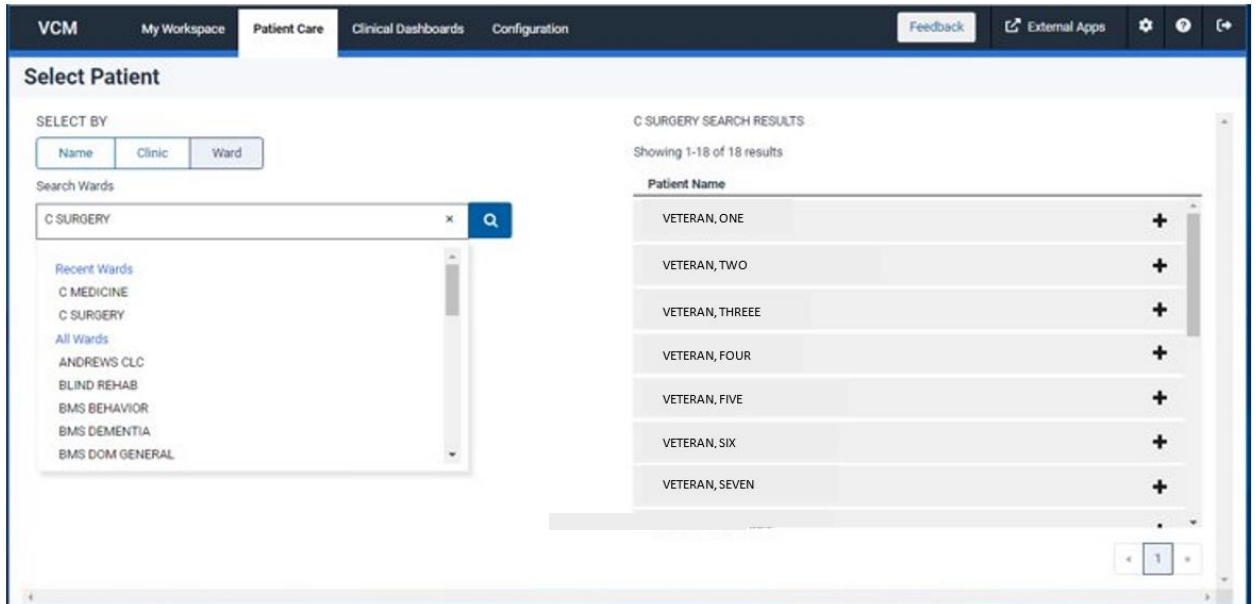 VCM My Workspace Patient Care Clinical Dashboards Configuration Feedback External Apps
Select Patient
SELECT BY
Name Clinic Ward
Search Wards
C SURGERY
Recent Wards
C MEDICINE
C SURGERY
All Wards
ANDREWS CLC
BLIND REHAB
BMS BEHAVIOR
BMS DEMENTIA
BMS DOM GENERAL
C SURGERY SEARCH RESULTS
Showing 1-18 of 18 results
Patient Name
VETERAN, ONE
VETERAN, TWO
VETERAN, THREEE
VETERAN, FOUR
VETERAN, FIVE
VETERAN, SIX
VETERAN, SEVEN
« 1 »